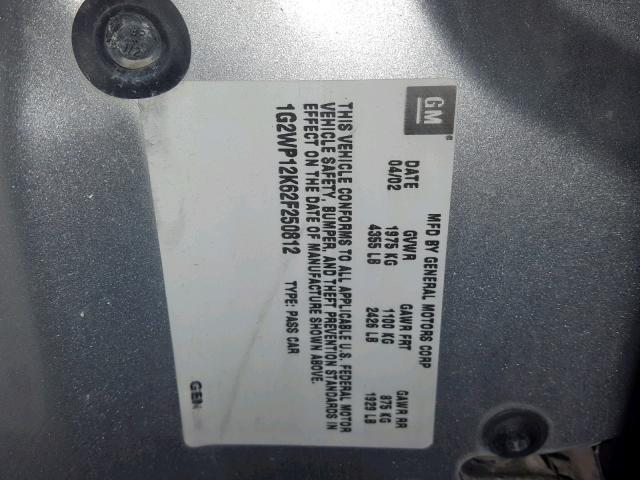 GM
MFD BY GENERAL MOTORS CORP
DATE GVWR GAWR FRT GAWR RR
04/02 1975 KG 1100 KG 875 KG
4355 LB 2426 LB 1929 LB
THIS VEHICLE CONFORMS TO ALL APPLICABLE U.S. FEDERAL MOTOR
VEHICLE SAFETY, BUMPER, AND THEFT PREVENTION STANDARDS IN
EFFECT ON THE DATE OF MANUFACTURE SHOWN ABOVE.
1G2WP12K62F250812 TYPE: PASS CAR